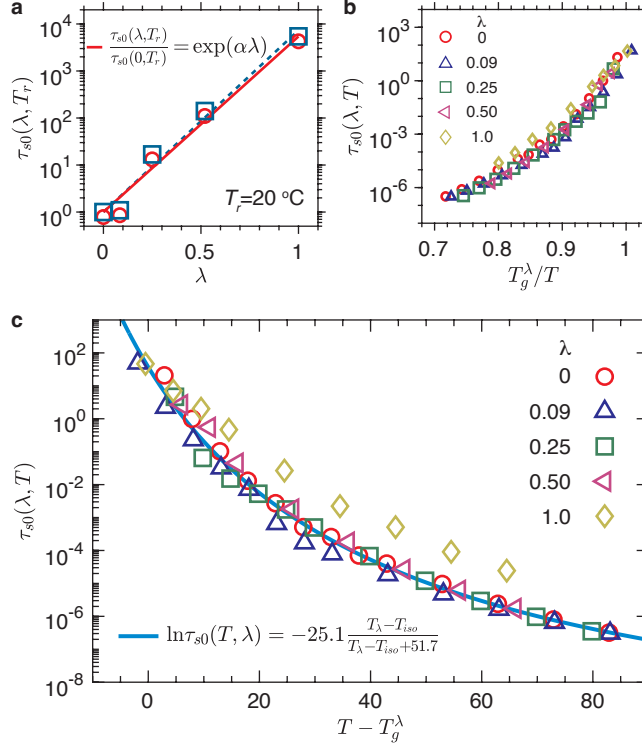 a
τs0(λ,Tr)/τs0(0,Tr) = exp(αλ)
Tr=20 °C
τs0(λ, Tr)
10^4
10^3
10^2
10^1
10^0
0
0.5
1
λ
b
λ
0
0.09
0.25
0.50
1.0
τs0(λ, T)
10^3
10^0
10^-3
10^-6
0.7
0.8
0.9
1
T_g^λ/T
c
λ
0
0.09
0.25
0.50
1.0
τs0(λ, T)
10^2
10^0
10^-2
10^-4
10^-6
10^-8
lnτs0(T, λ) = −25.1 (Tλ−Tiso)/(Tλ−Tiso+51.7)
0
20
40
60
80
T − T_g^λ